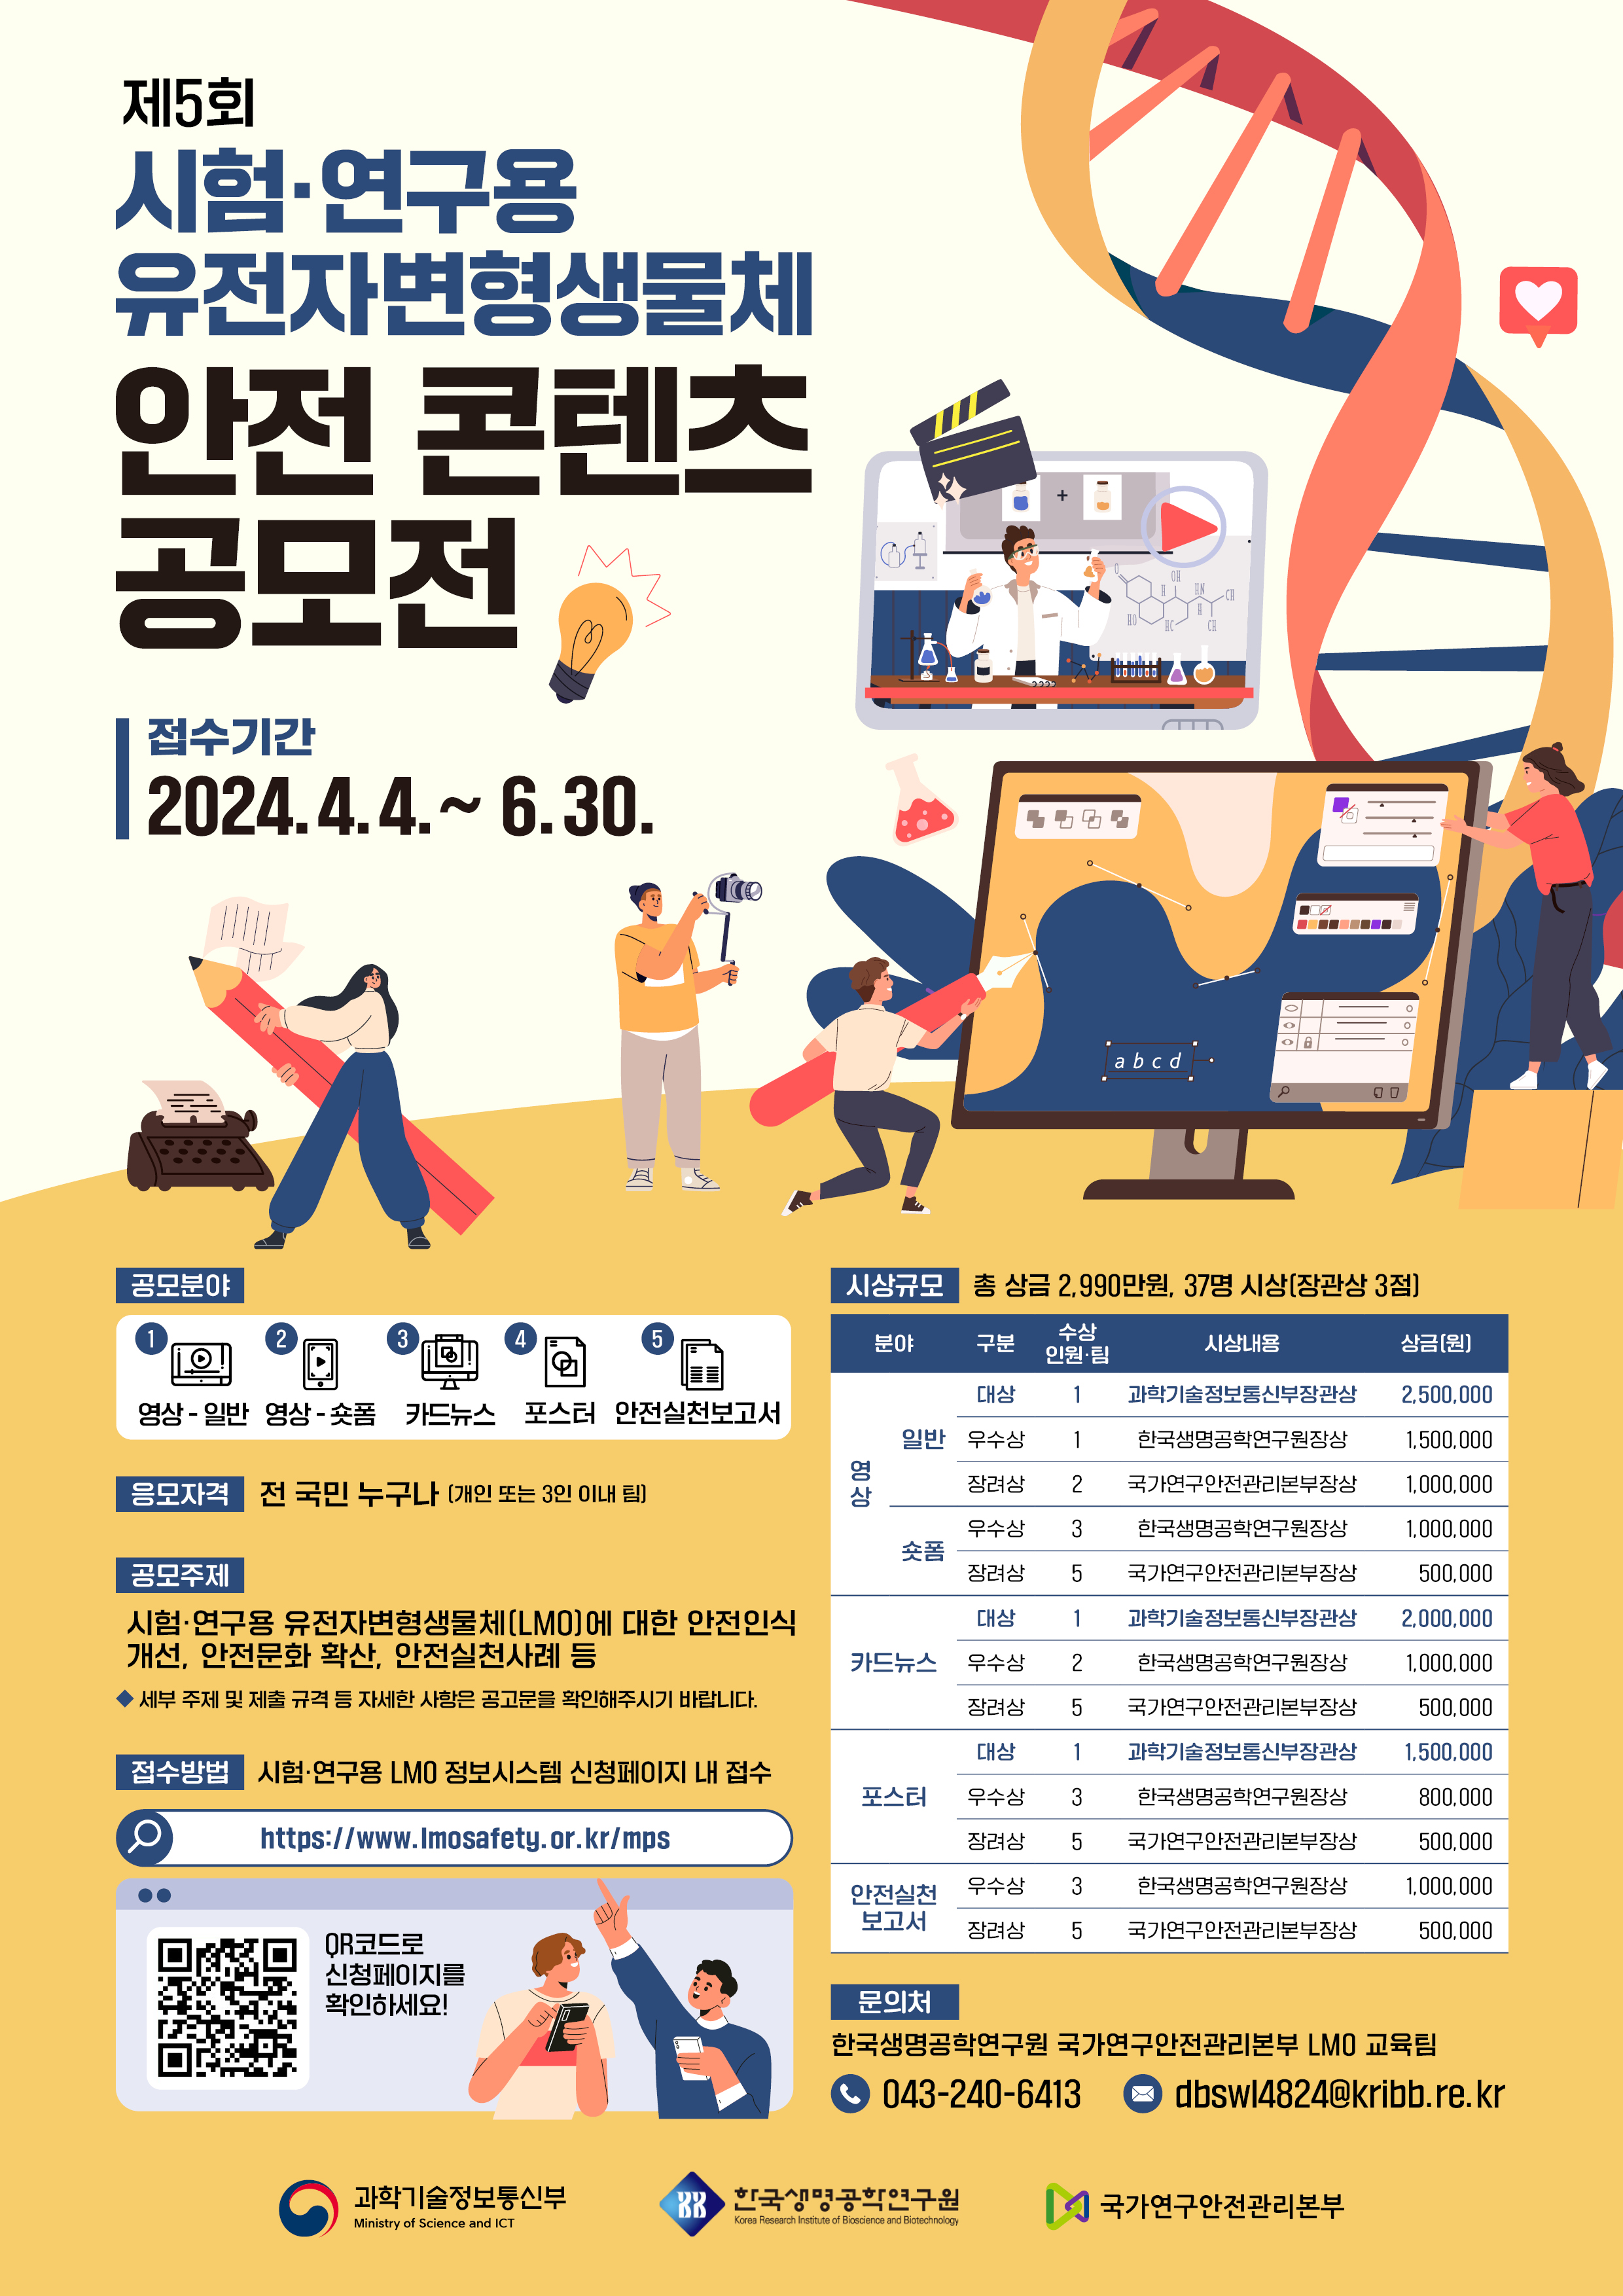 제5회
시험·연구용
유전자변형생물체
안전 콘텐츠
공모전
접수기간
2024. 4. 4. ~ 6. 30.
+
OH
O
H
H
HN
CH
HO
HC
H
CH
a b c d
공모분야
1 2 3 4 5
영상 - 일반 영상 - 숏폼 카드뉴스 포스터 안전실천보고서
응모자격 전 국민 누구나 (개인 또는 3인 이내 팀)
공모주제
시험·연구용 유전자변형생물체(LMO)에 대한 안전인식
개선, 안전문화 확산, 안전실천사례 등
◆ 세부 주제 및 제출 규격 등 자세한 사항은 공고문을 확인해주시기 바랍니다.
접수방법 시험·연구용 LMO 정보시스템 신청페이지 내 접수
https://www.lmosafety.or.kr/mps
QR코드로
신청페이지를
확인하세요!
시상규모 총 상금 2,990만원, 37명 시상(장관상 3점)
분야 구분 수상 인원·팀 시상내용 상금(원)
영상 일반 대상 1 과학기술정보통신부장관상 2,500,000
우수상 1 한국생명공학연구원장상 1,500,000
장려상 2 국가연구안전관리본부장상 1,000,000
숏폼 우수상 3 한국생명공학연구원장상 1,000,000
장려상 5 국가연구안전관리본부장상 500,000
카드뉴스 대상 1 과학기술정보통신부장관상 2,000,000
우수상 2 한국생명공학연구원장상 1,000,000
장려상 5 국가연구안전관리본부장상 500,000
포스터 대상 1 과학기술정보통신부장관상 1,500,000
우수상 3 한국생명공학연구원장상 800,000
장려상 5 국가연구안전관리본부장상 500,000
안전실천 보고서 우수상 3 한국생명공학연구원장상 1,000,000
장려상 5 국가연구안전관리본부장상 500,000
문의처
한국생명공학연구원 국가연구안전관리본부 LMO 교육팀
043-240-6413 dbswl4824@kribb.re.kr
과학기술정보통신부
Ministry of Science and ICT
한국생명공학연구원
Korea Research Institute of Bioscience and Biotechnology
국가연구안전관리본부